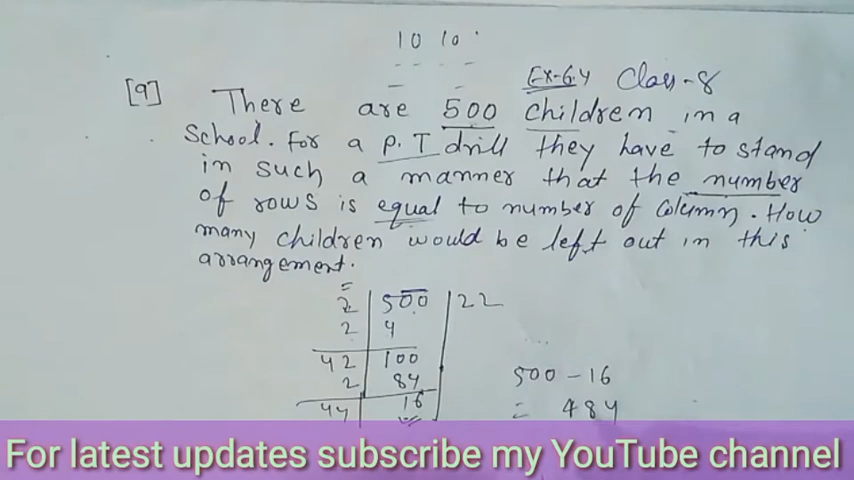 10 10
Ex-6.4 Class-8
[9] There are 500 children in a
School. For a P.T drill they have to stand
in such a manner that the number
of rows is equal to number of Column. How
many children would be left out in this
arrangement.
2 | 500 | 22
2 | 4
42 | 100
2 | 84
44 | 16
500 - 16
= 484
For latest updates subscribe my YouTube channel